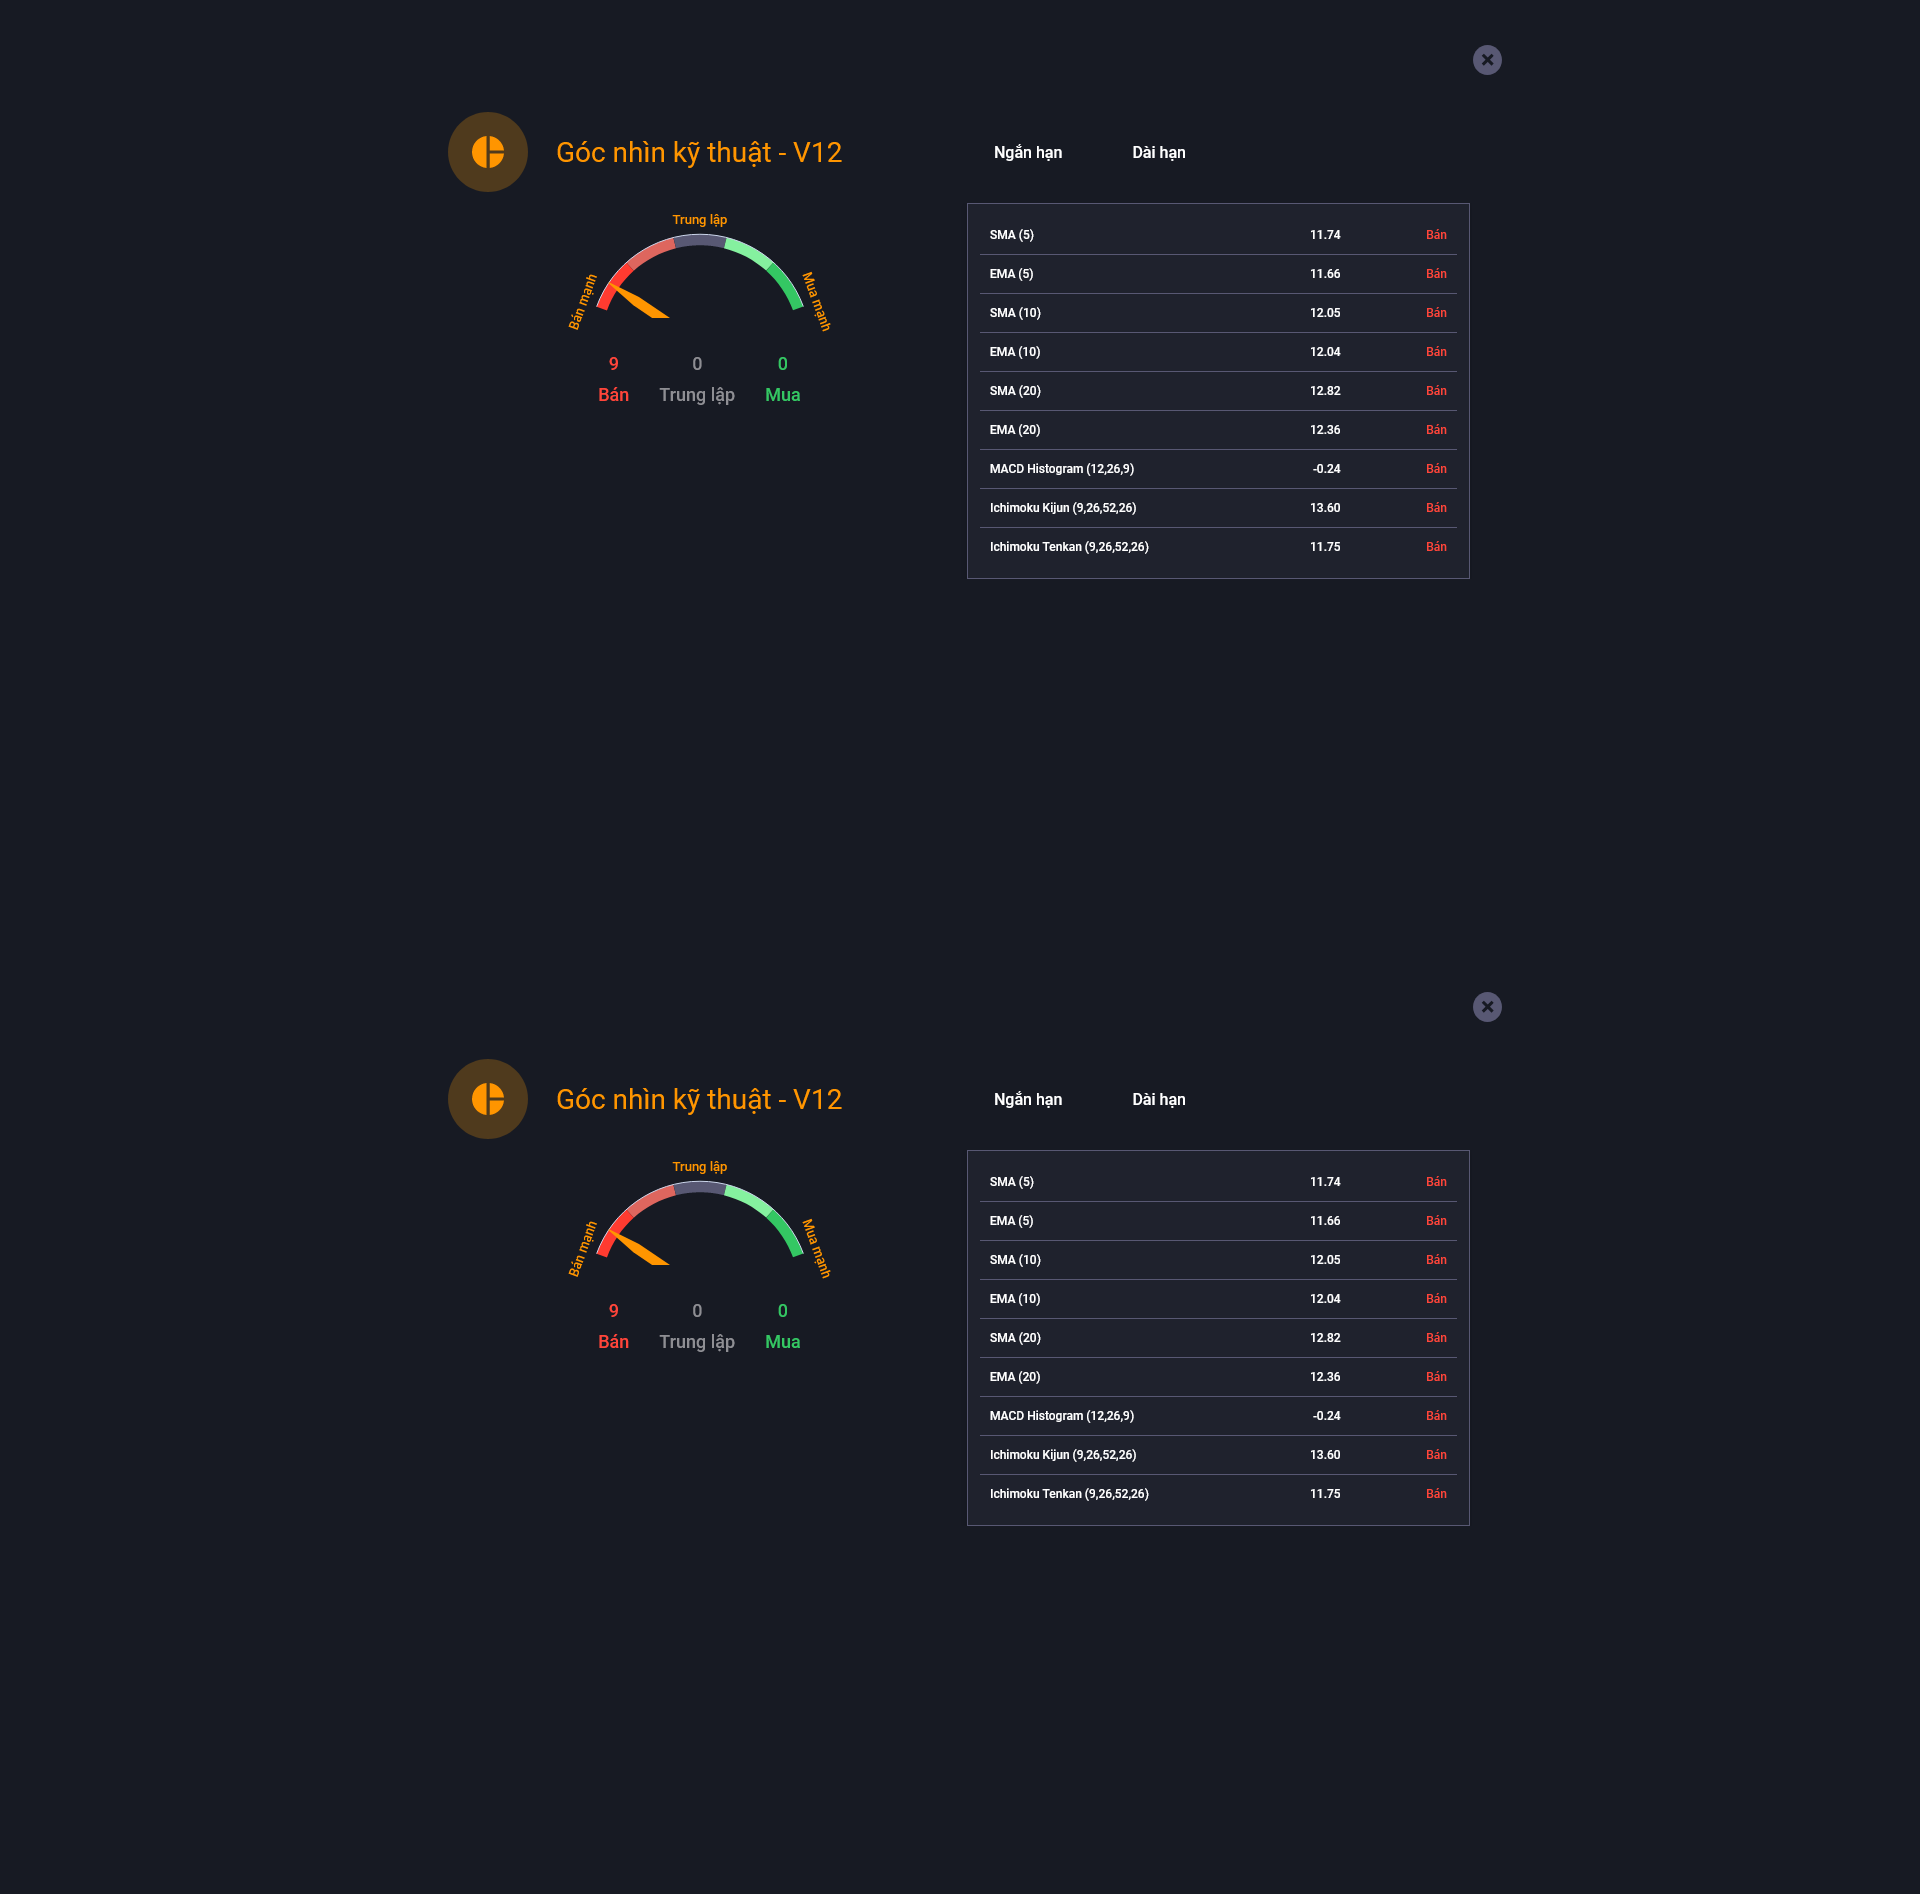 Góc nhìn kỹ thuật - V12
Ngắn hạn Dài hạn
Trung lập
Bán mạnh
Mua mạnh
9 0 0
Bán Trung lập Mua
SMA (5) 11.74 Bán
EMA (5) 11.66 Bán
SMA (10) 12.05 Bán
EMA (10) 12.04 Bán
SMA (20) 12.82 Bán
EMA (20) 12.36 Bán
MACD Histogram (12,26,9) -0.24 Bán
Ichimoku Kijun (9,26,52,26) 13.60 Bán
Ichimoku Tenkan (9,26,52,26) 11.75 Bán
Góc nhìn kỹ thuật - V12
Ngắn hạn Dài hạn
Trung lập
Bán mạnh
Mua mạnh
9 0 0
Bán Trung lập Mua
SMA (5) 11.74 Bán
EMA (5) 11.66 Bán
SMA (10) 12.05 Bán
EMA (10) 12.04 Bán
SMA (20) 12.82 Bán
EMA (20) 12.36 Bán
MACD Histogram (12,26,9) -0.24 Bán
Ichimoku Kijun (9,26,52,26) 13.60 Bán
Ichimoku Tenkan (9,26,52,26) 11.75 Bán